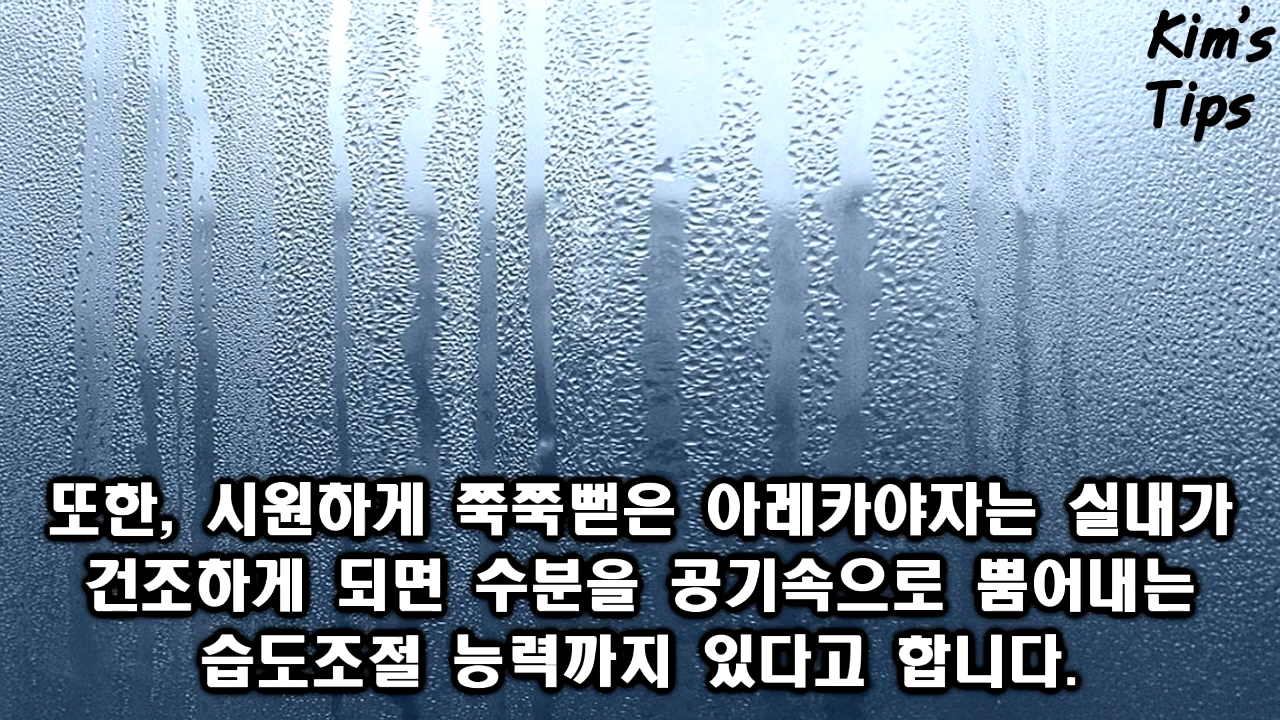 Kim's
Tips
또한, 시원하게 쭉쭉뻗은 아레카야자는 실내가
건조하게 되면 수분을 공기속으로 뿜어내는
습도조절 능력까지 있다고 합니다.